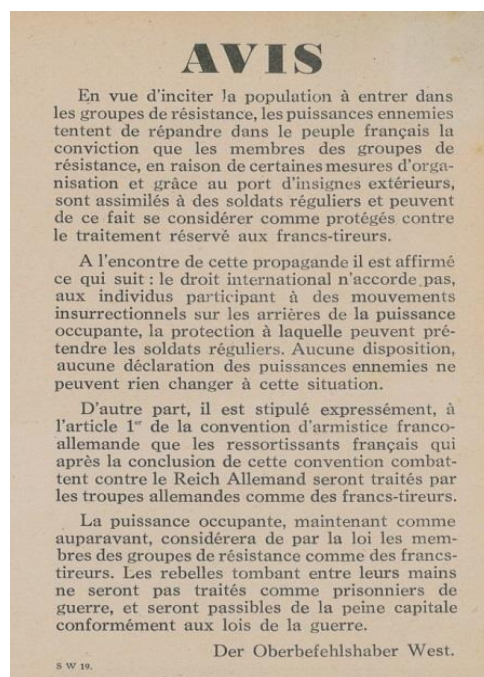 AVIS
En vue d'inciter la population à entrer dans
les groupes de résistance, les puissances ennemies
tentent de répandre dans le peuple français la
conviction que les membres des groupes de
résistance, en raison de certaines mesures d'orga-
nisation et grâce au port d'insignes extérieurs,
sont assimilés à des soldats réguliers et peuvent
de ce fait se considérer comme protégés contre
le traitement réservé aux francs-tireurs.
A l'encontre de cette propagande il est affirmé
ce qui suit : le droit international n'accorde pas,
aux individus participant à des mouvements
insurrectionnels sur les arrières de la puissance
occupante, la protection à laquelle peuvent pré-
tendre les soldats réguliers. Aucune disposition,
aucune déclaration des puissances ennemies ne
peuvent rien changer à cette situation.
D'autre part, il est stipulé expressément, à
l'article 1er de la convention d'armistice franco-
allemande que les ressortissants français qui
après la conclusion de cette convention combat-
tent contre le Reich Allemand seront traités par
les troupes allemandes comme des francs-tireurs.
La puissance occupante, maintenant comme
auparavant, considérera de par la loi les mem-
bres des groupes de résistance comme des francs-
tireurs. Les rebelles tombant entre leurs mains
ne seront pas traités comme prisonniers de
guerre, et seront passibles de la peine capitale
conformément aux lois de la guerre.
Der Oberbefehlshaber West.
S W 19.